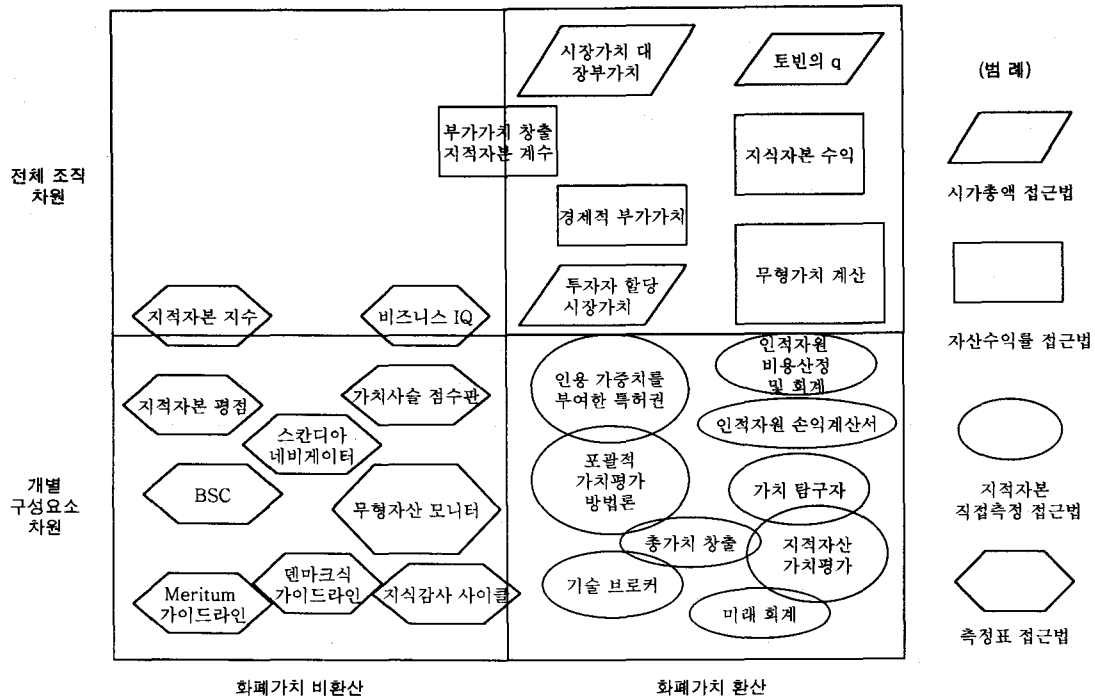 시장가치 대
장부가치
토빈의 q
(범 례)
부가가치 창출
지적자본 계수
지식자본 수익
전체 조직
차원
시가총액 접근법
경제적 부가가치
무형가치 계산
투자자 할당
시장가치
지적자본 지수
비즈니스 IQ
자산수익률 접근법
인적자원
비용산정
및 회계
인용 가중치를
부여한 특허권
가치사슬 점수판
지적자본 평점
인적자원 손익계산서
스칸디아
네비게이터
포괄적
가치평가
방법론
개별
구성요소
차원
BSC
무형자산 모니터
가치 탐구자
지적자본
직접측정 접근법
총가치 창출
지적자산
가치평가
기술 브로커
덴마크식
가이드라인
Meritum
가이드라인
지식감사 사이클
미래 회계
측정표 접근법
화폐가치 비환산
화폐가치 환산